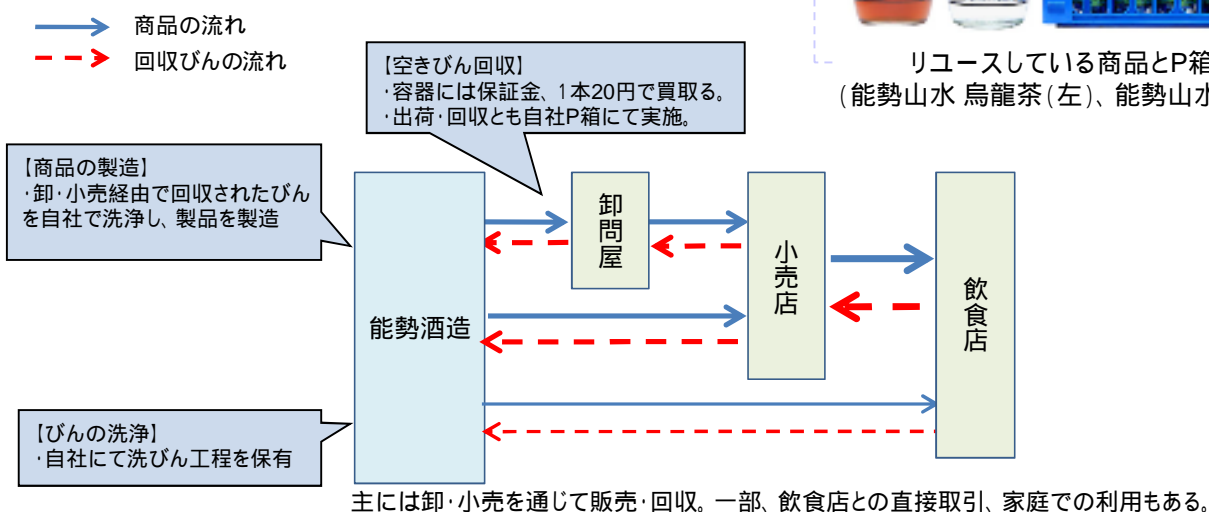 商品の流れ
回収びんの流れ
リユースしている商品とP箱
(能勢山水 烏龍茶(左)、能勢山水
【空きびん回収】
・容器には保証金、1本20円で買取る。
・出荷・回収とも自社P箱にて実施。
【商品の製造】
・卸・小売経由で回収されたびん
を自社で洗浄し、製品を製造
能勢酒造
卸問屋
小売店
飲食店
【びんの洗浄】
・自社にて洗びん工程を保有
主には卸・小売を通じて販売・回収。一部、飲食店との直接取引、家庭での利用もある。